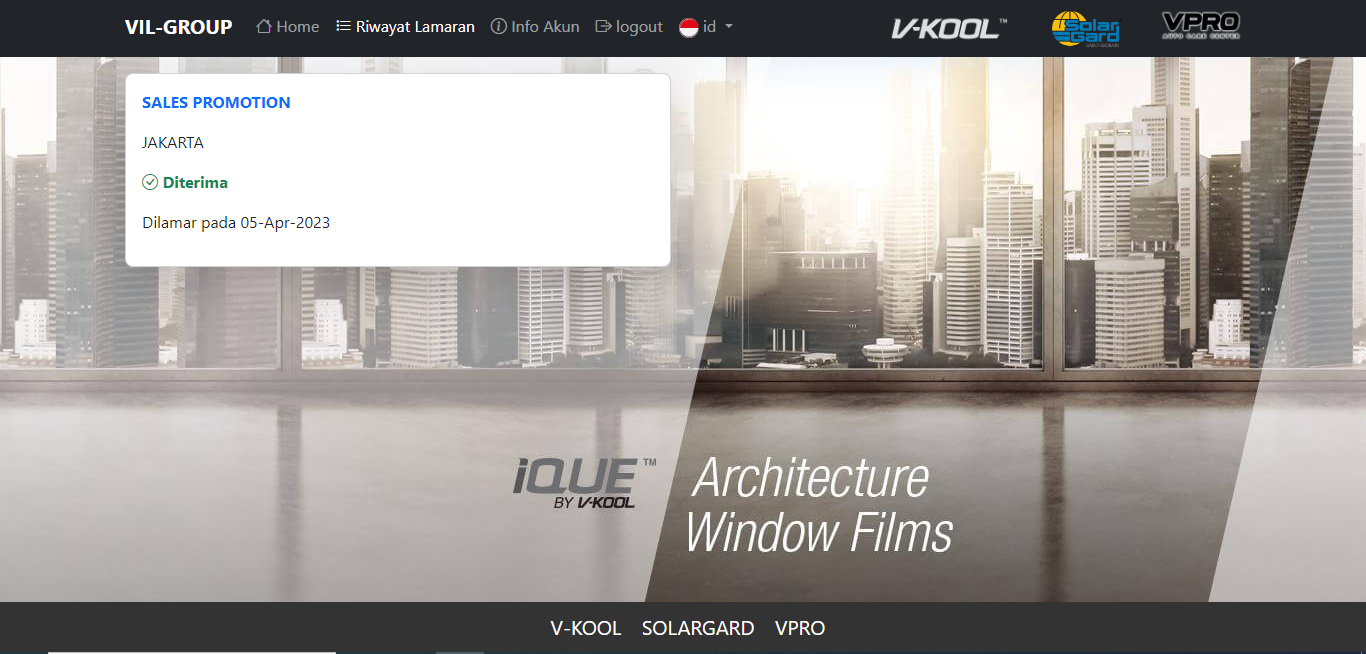 VIL-GROUP Home Riwayat Lamaran Info Akun logout id V-KOOL™ Solar Gard SAINT-GOBAIN VPRO AUTO CARE CENTER
SALES PROMOTION
JAKARTA
Diterima
Dilamar pada 05-Apr-2023
iQUE™
BY V-KOOL
Architecture
Window Films
V-KOOL SOLARGARD VPRO